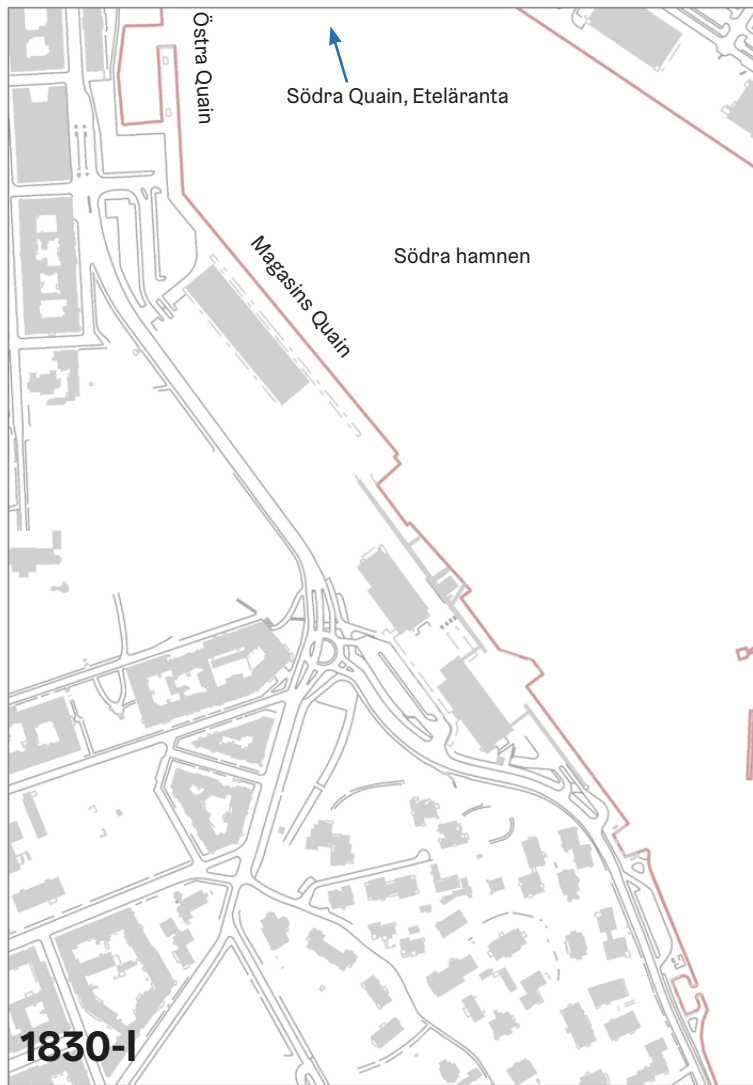 Östra Quain
Södra Quain, Eteläranta
Magasins Quain
Södra hamnen
1830-l